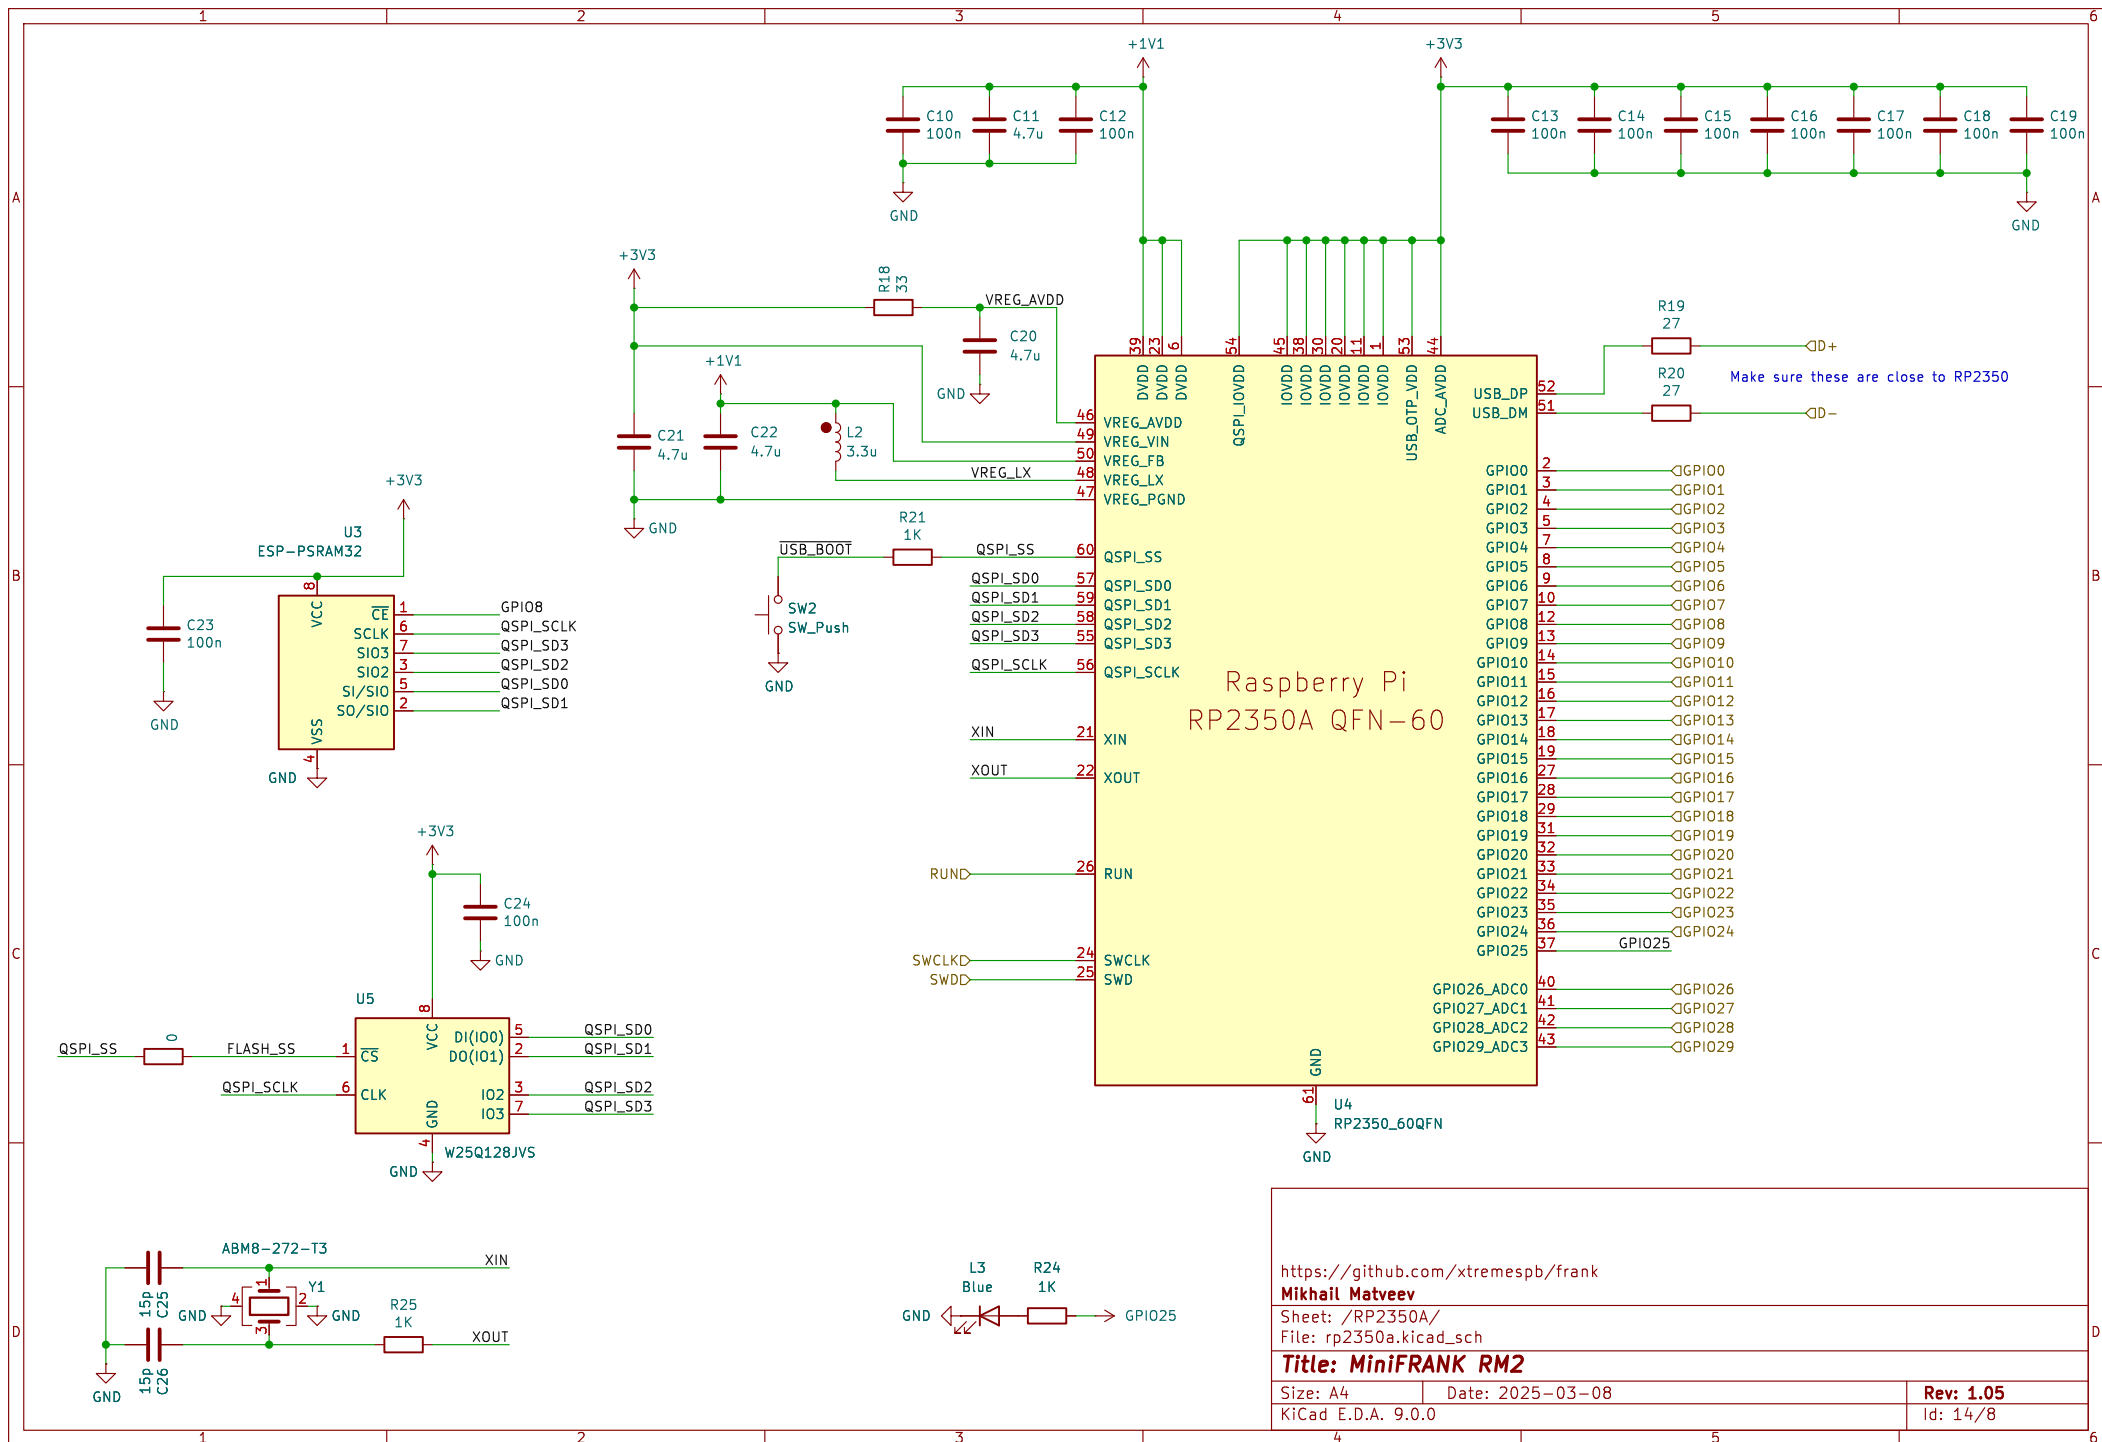 1 2 3 4 5 6
A
B
C
D
A
B
C
D
1 2 3 4 5 6
+1V1
+3V3
C10
100n
C11
4.7u
C12
100n
GND
C13
100n
C14
100n
C15
100n
C16
100n
C17
100n
C18
100n
C19
100n
GND
+3V3
R18
33
VREG_AVDD
C20
4.7u
GND
+1V1
C21
4.7u
C22
4.7u
L2
3.3u
VREG_LX
GND
R19
27
D+
Make sure these are close to RP2350
R20
27
D-
39 DVDD
23 DVDD
6 DVDD
54 QSPI_IOVDD
45 IOVDD
38 IOVDD
30 IOVDD
20 IOVDD
11 IOVDD
1 IOVDD
53 USB_OTP_VDD
44 ADC_AVDD
46 VREG_AVDD
49 VREG_VIN
50 VREG_FB
48 VREG_LX
47 VREG_PGND
R21
1K
USB_BOOT
QSPI_SS 60 QSPI_SS
QSPI_SD0 57 QSPI_SD0
QSPI_SD1 59 QSPI_SD1
QSPI_SD2 58 QSPI_SD2
QSPI_SD3 55 QSPI_SD3
QSPI_SCLK 56 QSPI_SCLK
SW2
SW_Push
GND
XIN 21 XIN
XOUT 22 XOUT
RUN 26 RUN
SWCLK 24 SWCLK
SWD 25 SWD
Raspberry Pi
RP2350A QFN-60
USB_DP 52
USB_DM 51
GPIO0 2 GPIO0
GPIO1 3 GPIO1
GPIO2 4 GPIO2
GPIO3 5 GPIO3
GPIO4 7 GPIO4
GPIO5 8 GPIO5
GPIO6 9 GPIO6
GPIO7 10 GPIO7
GPIO8 12 GPIO8
GPIO9 13 GPIO9
GPIO10 14 GPIO10
GPIO11 15 GPIO11
GPIO12 16 GPIO12
GPIO13 17 GPIO13
GPIO14 18 GPIO14
GPIO15 19 GPIO15
GPIO16 27 GPIO16
GPIO17 28 GPIO17
GPIO18 29 GPIO18
GPIO19 31 GPIO19
GPIO20 32 GPIO20
GPIO21 33 GPIO21
GPIO22 34 GPIO22
GPIO23 35 GPIO23
GPIO24 36 GPIO24
GPIO25 37 GPIO25
GPIO26_ADC0 40 GPIO26
GPIO27_ADC1 41 GPIO27
GPIO28_ADC2 42 GPIO28
GPIO29_ADC3 43 GPIO29
GND
61
U4
RP2350_60QFN
GND
+3V3
U3
ESP-PSRAM32
8
VCC
CE 1 GPIO8
SCLK 6 QSPI_SCLK
SIO3 7 QSPI_SD3
SIO2 3 QSPI_SD2
SI/SIO 5 QSPI_SD0
SO/SIO 2 QSPI_SD1
VSS
4
GND
C23
100n
GND
+3V3
C24
100n
GND
U5
8
VCC
QSPI_SS
0
FLASH_SS 1 CS
QSPI_SCLK 6 CLK
DI(IO0) 5 QSPI_SD0
DO(IO1) 2 QSPI_SD1
IO2 3 QSPI_SD2
IO3 7 QSPI_SD3
GND
4
W25Q128JVS
GND
ABM8-272-T3
XIN
15p
C25
1
Y1
4
2
GND
GND
3
R25
1K
XOUT
15p
C26
GND
L3
Blue
R24
1K
GND
GPIO25
https://github.com/xtremespb/frank
Mikhail Matveev
Sheet: /RP2350A/
File: rp2350a.kicad_sch
Title: MiniFRANK RM2
Size: A4 Date: 2025-03-08 Rev: 1.05
KiCad E.D.A. 9.0.0 Id: 14/8